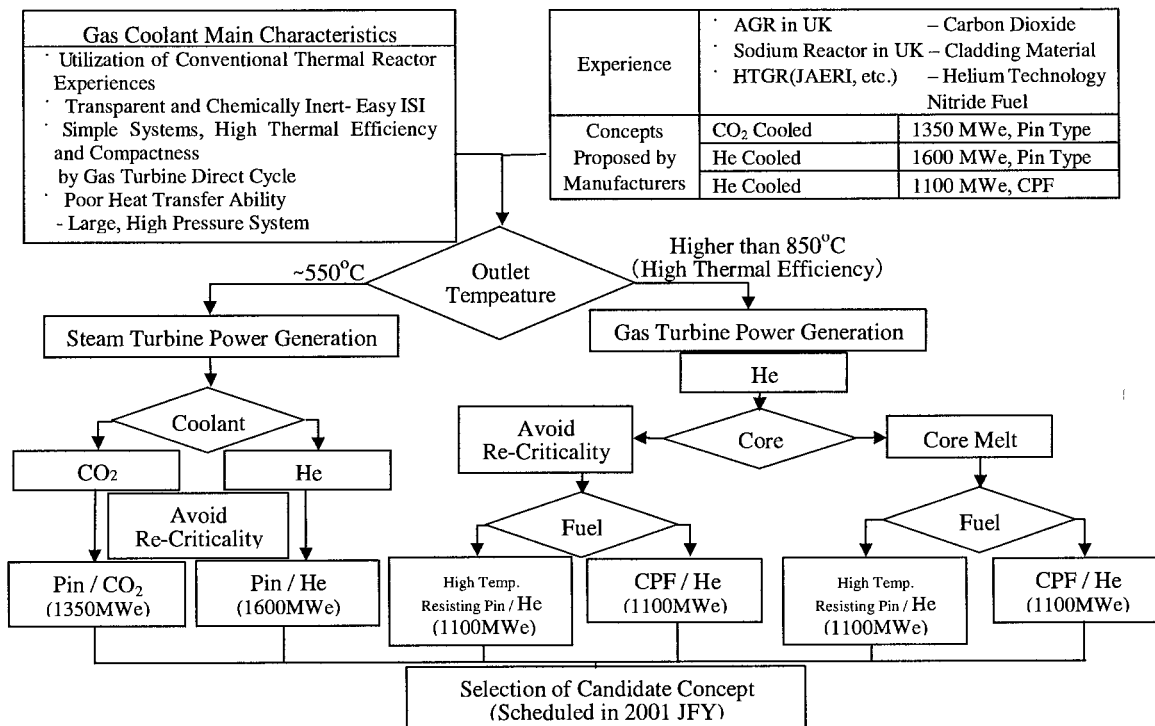 Gas Coolant Main Characteristics
· Utilization of Conventional Thermal Reactor
Experiences
· Transparent and Chemically Inert- Easy ISI
· Simple Systems, High Thermal Efficiency
and Compactness
by Gas Turbine Direct Cycle
· Poor Heat Transfer Ability
- Large, High Pressure System
Experience
· AGR in UK – Carbon Dioxide
· Sodium Reactor in UK – Cladding Material
· HTGR(JAERI, etc.) – Helium Technology
Nitride Fuel
Concepts
Proposed by
Manufacturers
CO2 Cooled 1350 MWe, Pin Type
He Cooled 1600 MWe, Pin Type
He Cooled 1100 MWe, CPF
~550°C
Outlet
Tempeature
Higher than 850°C
(High Thermal Efficiency)
Steam Turbine Power Generation
Gas Turbine Power Generation
He
Coolant
Avoid
Re-Criticality
Core
Core Melt
CO2
He
Avoid
Re-Criticality
Fuel
Fuel
Pin / CO2
(1350MWe)
Pin / He
(1600MWe)
High Temp.
Resisting Pin / He
(1100MWe)
CPF / He
(1100MWe)
High Temp.
Resisting Pin / He
(1100MWe)
CPF / He
(1100MWe)
Selection of Candidate Concept
(Scheduled in 2001 JFY)